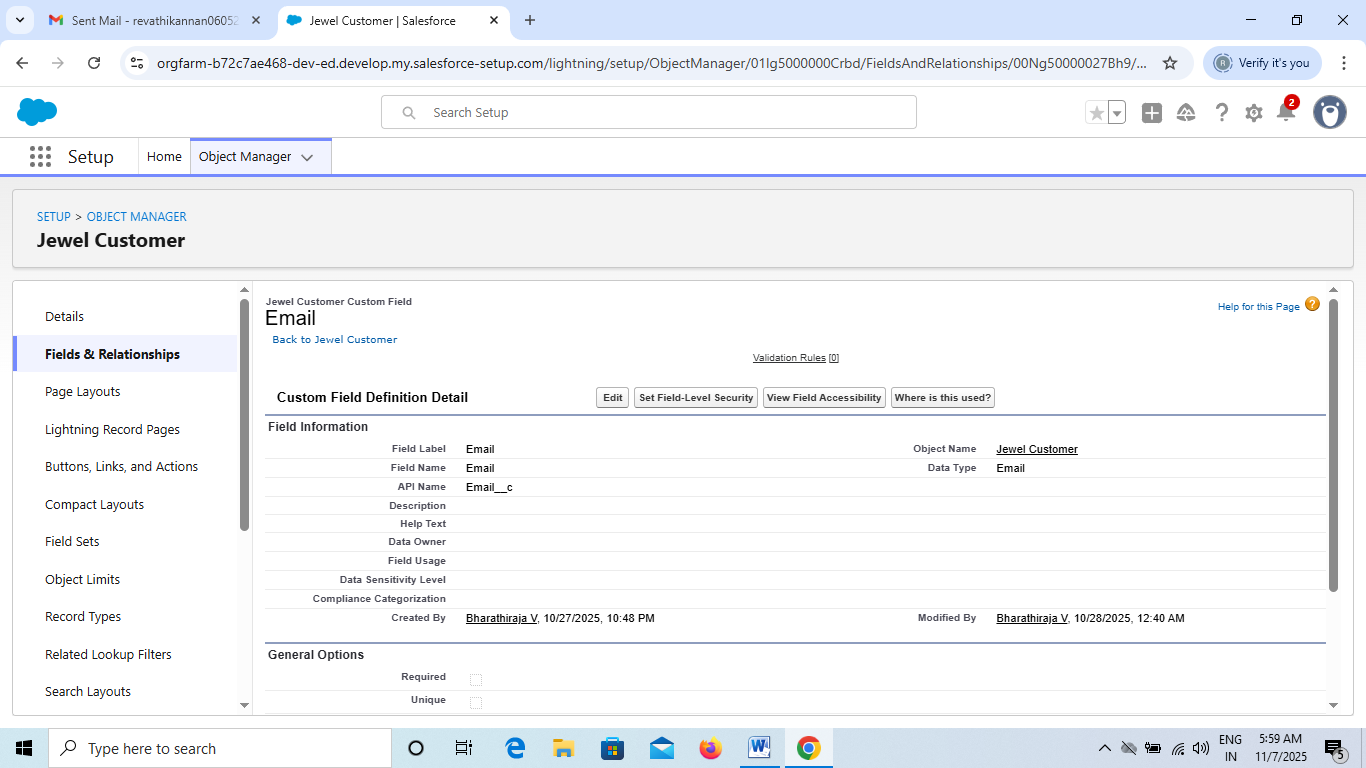 Sent Mail - revathikannan0605
Jewel Customer | Salesforce
orgfarm-b72c7ae468-dev-ed.develop.my.salesforce-setup.com/lightning/setup/ObjectManager/01Ig5000000Crbd/FieldsAndRelationships/00Ng50000027Bh9/...
R
Verify it's you
Search Setup
2
Setup
Home
Object Manager
SETUP > OBJECT MANAGER
Jewel Customer
Details
Fields & Relationships
Page Layouts
Lightning Record Pages
Buttons, Links, and Actions
Compact Layouts
Field Sets
Object Limits
Record Types
Related Lookup Filters
Search Layouts
Jewel Customer Custom Field
Email
Back to Jewel Customer
Help for this Page ?
Validation Rules [0]
Custom Field Definition Detail
Edit
Set Field-Level Security
View Field Accessibility
Where is this used?
Field Information
Field Label Email
Object Name Jewel Customer
Field Name Email
Data Type Email
API Name Email__c
Description
Help Text
Data Owner
Field Usage
Data Sensitivity Level
Compliance Categorization
Created By Bharathiraja V, 10/27/2025, 10:48 PM
Modified By Bharathiraja V, 10/28/2025, 12:40 AM
General Options
Required
Unique
Type here to search
W
ENG
IN
5:59 AM
11/7/2025
5